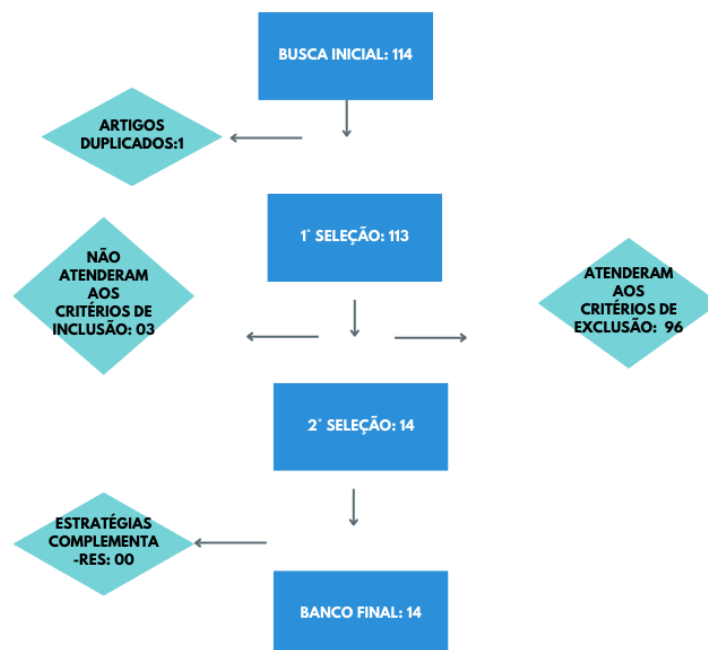 BUSCA INICIAL: 114
ARTIGOS
DUPLICADOS:1
1° SELEÇÃO: 113
NÃO
ATENDERAM
AOS
CRITÉRIOS DE
INCLUSÃO: 03
ATENDERAM
AOS
CRITÉRIOS DE
EXCLUSÃO: 96
2° SELEÇÃO: 14
ESTRATÉGIAS
COMPLEMENTA
-RES: 00
BANCO FINAL: 14